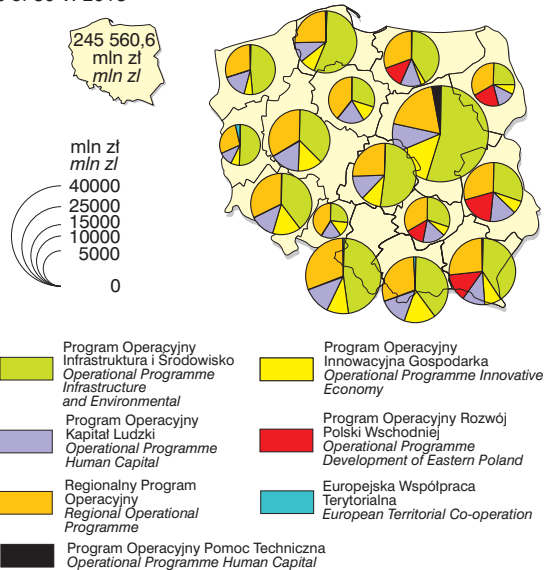 245 560,6
mln zł
mln zl
mln zł
mln zl
40000
25000
15000
10000
5000
0
Program Operacyjny
Infrastruktura i Środowisko
Operational Programme
Infrastructure
and Environmental
Program Operacyjny
Innowacyjna Gospodarka
Operational Programme Innovative
Economy
Program Operacyjny
Kapitał Ludzki
Operational Programme
Human Capital
Program Operacyjny Rozwój
Polski Wschodniej
Operational Programme
Development of Eastern Poland
Regionalny Program
Operacyjny
Regional Operational
Programme
Europejska Współpraca
Terytorialna
European Territorial Co-operation
Program Operacyjny Pomoc Techniczna
Operational Programme Human Capital